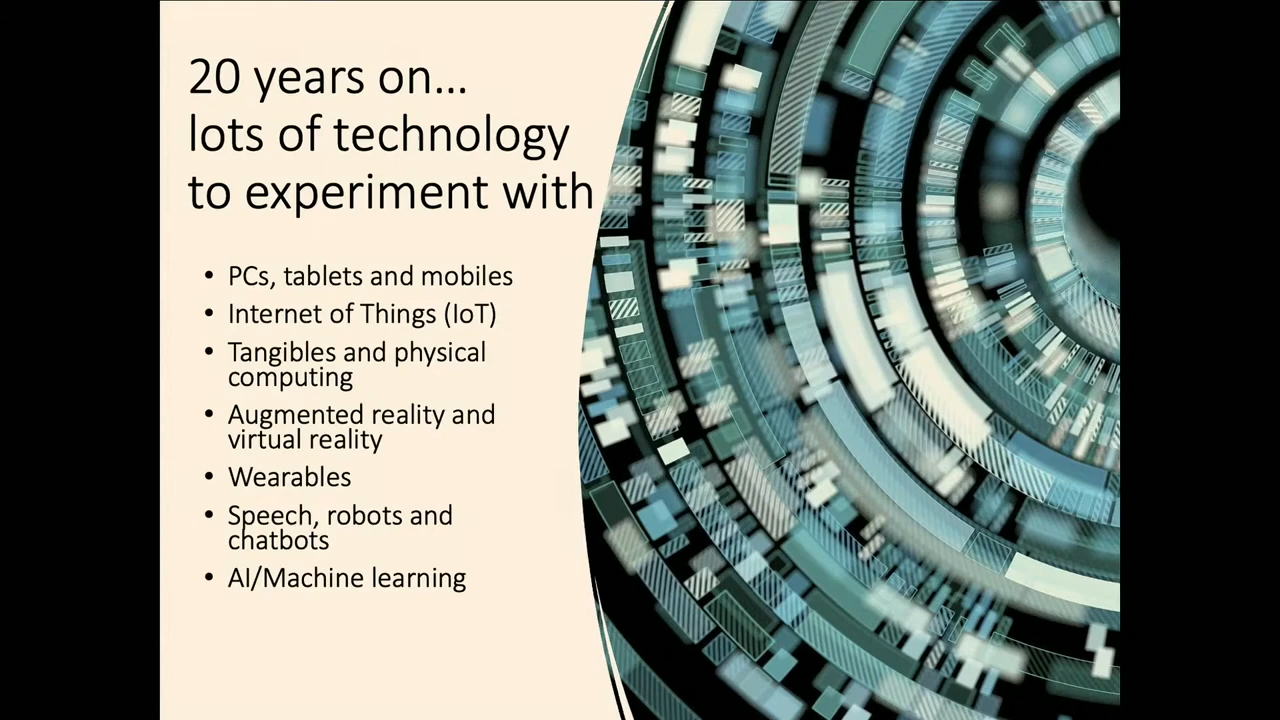 20 years on...
lots of technology
to experiment with
• PCs, tablets and mobiles
• Internet of Things (IoT)
• Tangibles and physical
computing
• Augmented reality and
virtual reality
• Wearables
• Speech, robots and
chatbots
• AI/Machine learning